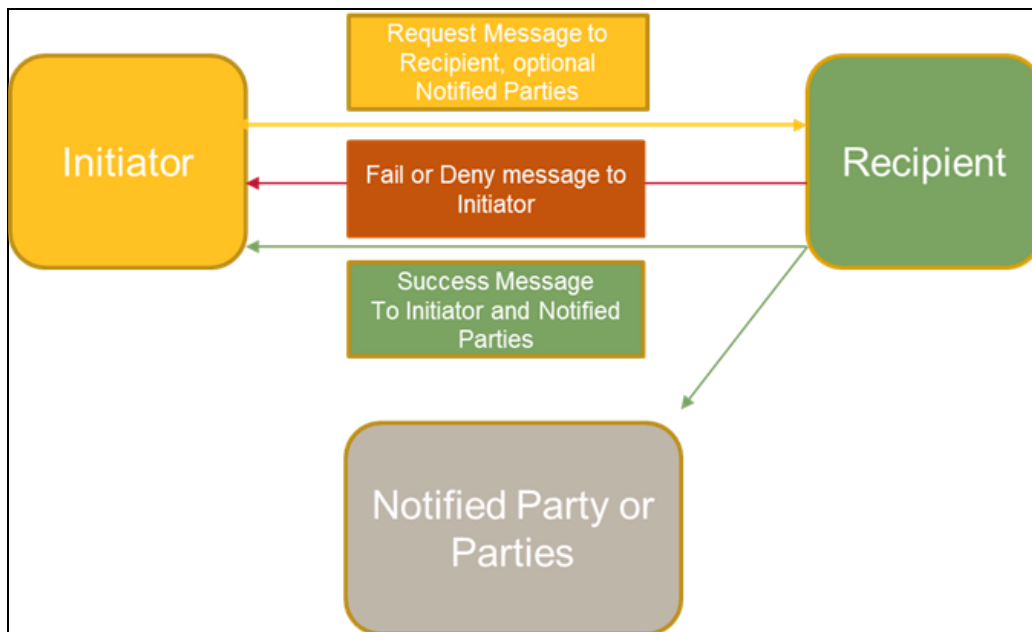 Request Message to
Recipient, optional
Notified Parties
Initiator
Recipient
Fail or Deny message to
Initiator
Success Message
To Initiator and Notified
Parties
Notified Party or
Parties